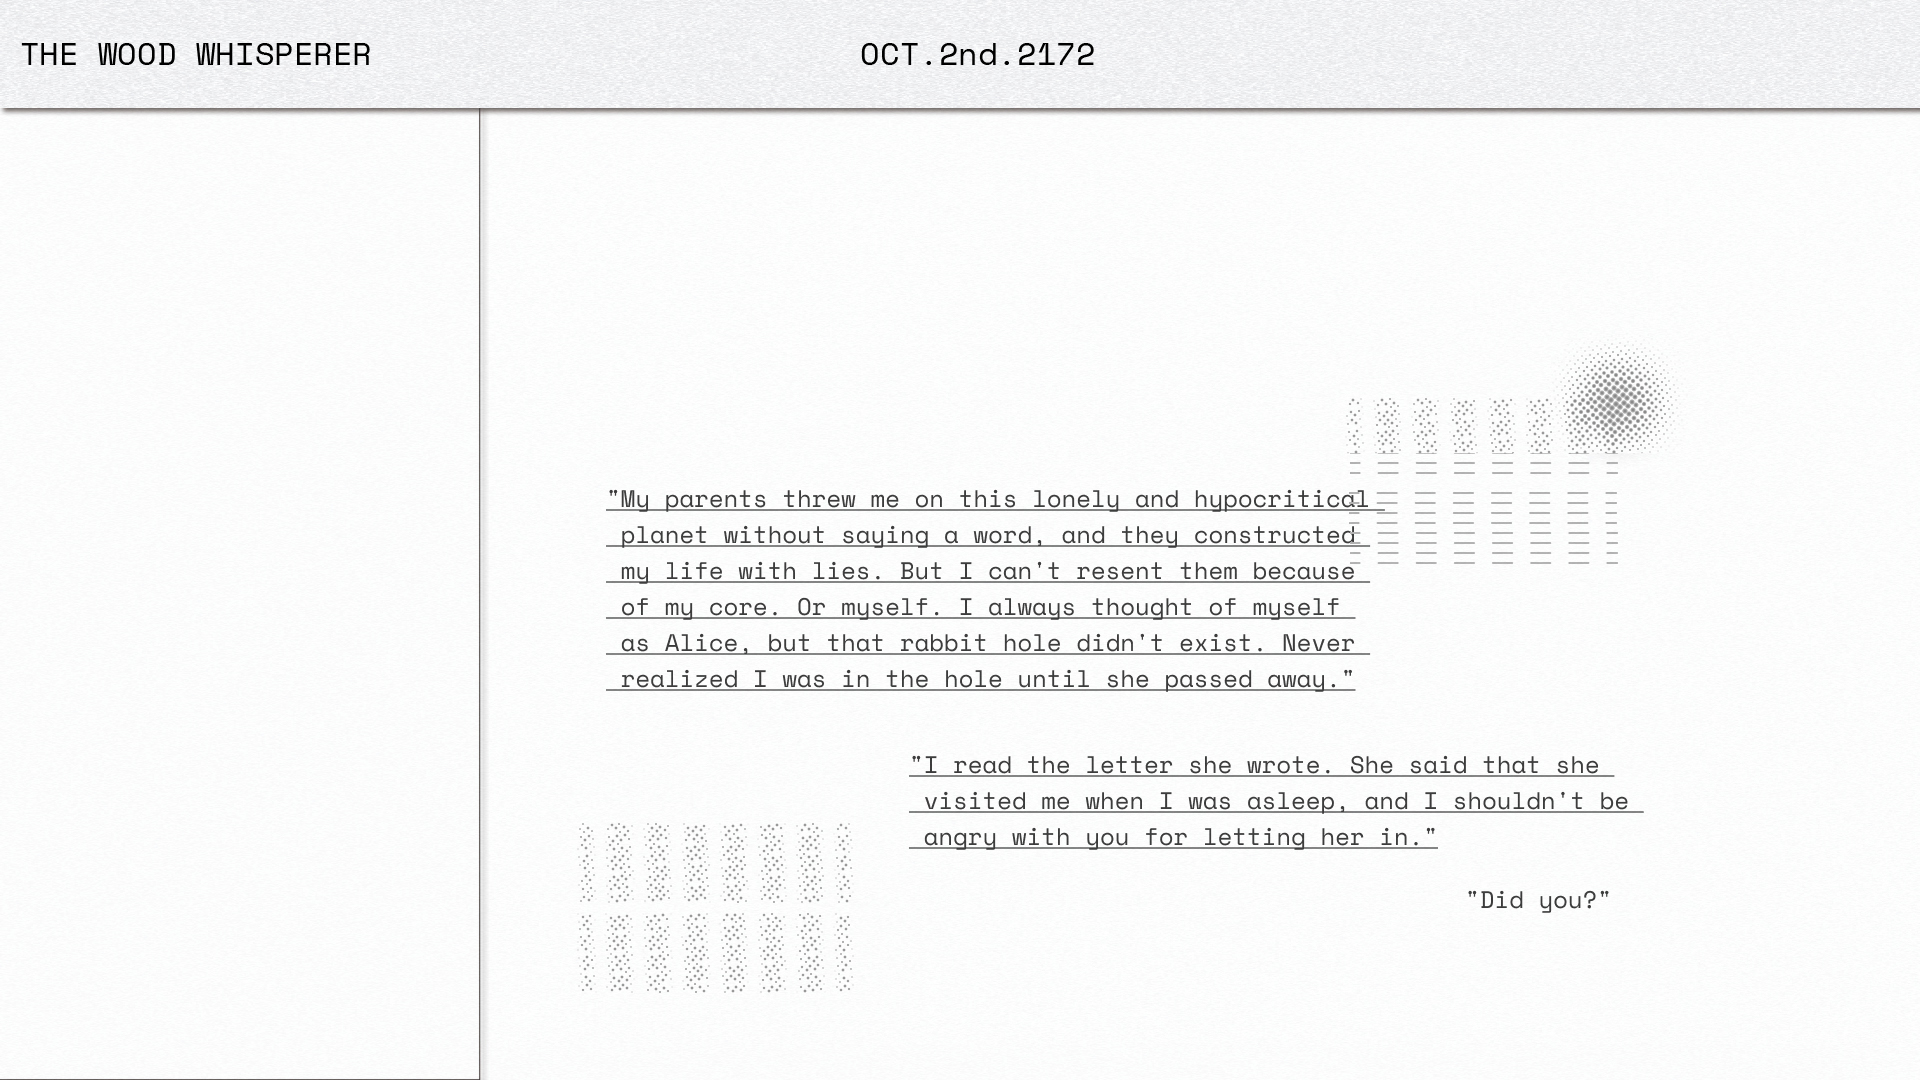 THE WOOD WHISPERER
OCT.2nd.2172
"My parents threw me on this lonely and hypocritical
planet without saying a word, and they constructed
my life with lies. But I can't resent them because
of my core. Or myself. I always thought of myself
as Alice, but that rabbit hole didn't exist. Never
realized I was in the hole until she passed away."
"I read the letter she wrote. She said that she
visited me when I was asleep, and I shouldn't be
angry with you for letting her in."
"Did you?"